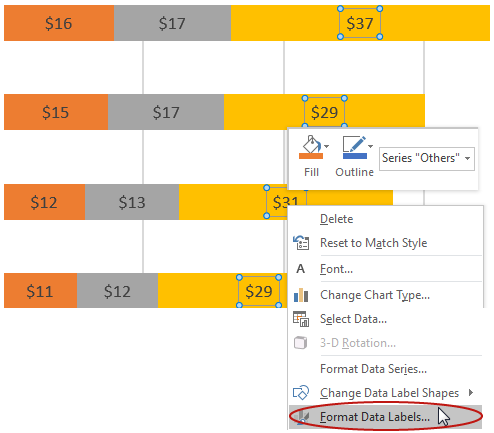 $16 $17 $37
$15 $17 $29
Fill Outline Series "Others"
$12 $13 $31
Delete
Reset to Match Style
Font...
Change Chart Type...
$11 $12 $29
Select Data...
3-D Rotation...
Format Data Series...
Change Data Label Shapes
Format Data Labels...